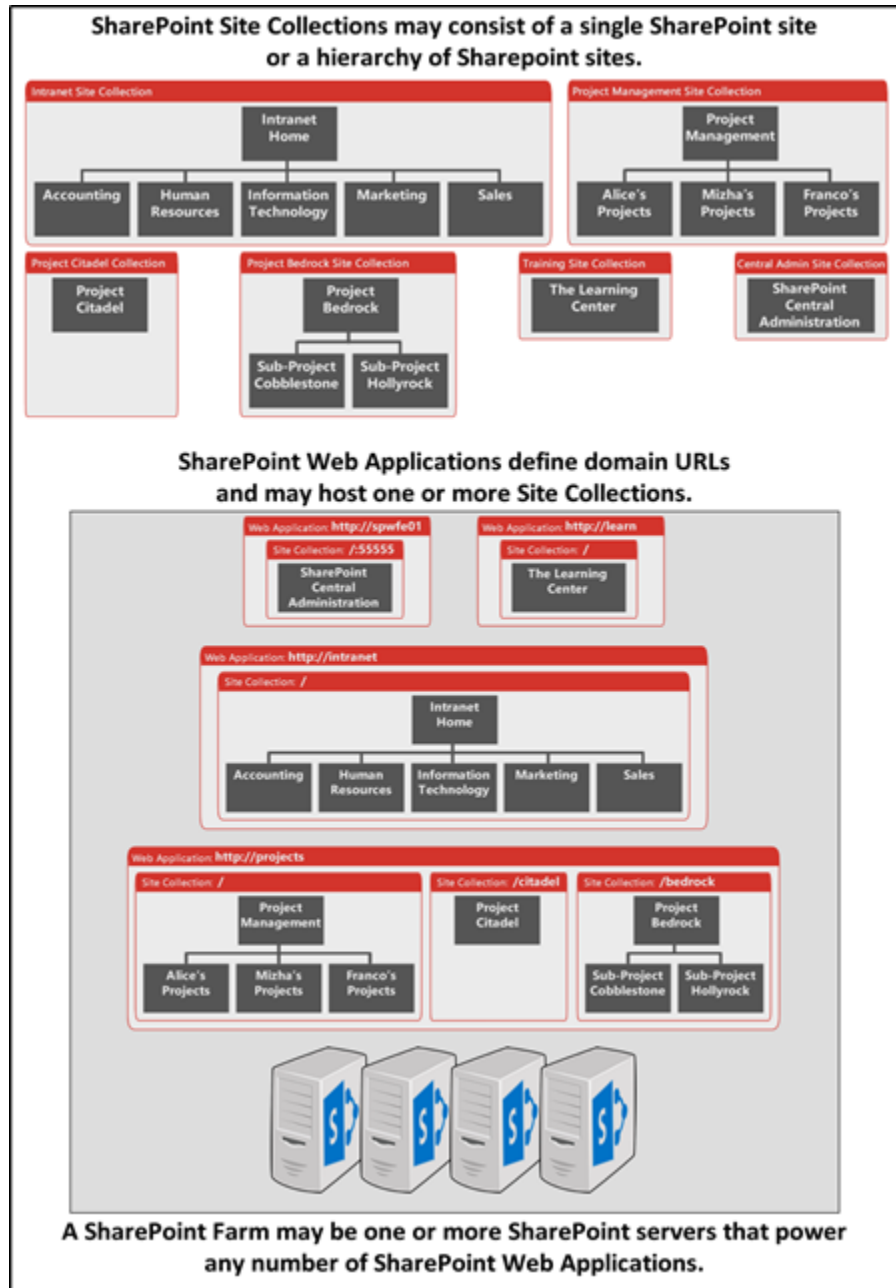 SharePoint Site Collections may consist of a single SharePoint site
or a hierarchy of Sharepoint sites.
Intranet Site Collection
Intranet
Home
Accounting
Human
Resources
Information
Technology
Marketing
Sales
Project Management Site Collection
Project
Management
Alice's
Projects
Mizha's
Projects
Franco's
Projects
Project Citadel Collection
Project
Citadel
Project Bedrock Site Collection
Project
Bedrock
Sub-Project
Cobblestone
Sub-Project
Hollyrock
Training Site Collection
The Learning
Center
Central Admin Site Collection
SharePoint
Central
Administration
SharePoint Web Applications define domain URLs
and may host one or more Site Collections.
Web Application: http://spwfe01
Site Collection: /:55555
SharePoint
Central
Administration
Web Application: http://learn
Site Collection: /
The Learning
Center
Web Application: http://intranet
Site Collection: /
Intranet
Home
Accounting
Human
Resources
Information
Technology
Marketing
Sales
Web Application: http://projects
Site Collection: /
Project
Management
Alice's
Projects
Mizha's
Projects
Franco's
Projects
Site Collection: /citadel
Project
Citadel
Site Collection: /bedrock
Project
Bedrock
Sub-Project
Cobblestone
Sub-Project
Hollyrock
S
S
S
S
A SharePoint Farm may be one or more SharePoint servers that power
any number of SharePoint Web Applications.